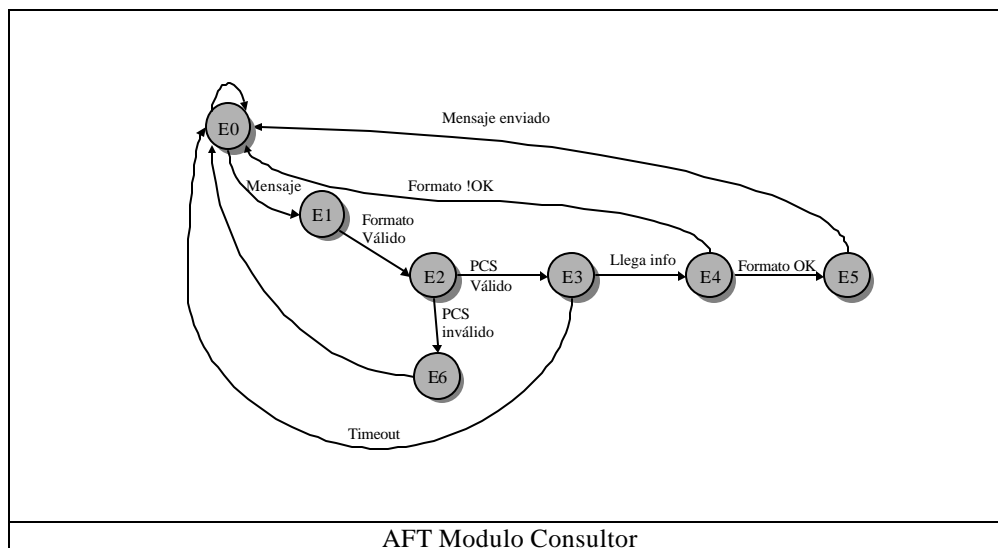 E0
Mensaje enviado
Mensaje
Formato !OK
E1
Formato
Válido
E2
PCS
Válido
E3
Llega info
E4
Formato OK
E5
PCS
inválido
E6
Timeout
AFT Modulo Consultor